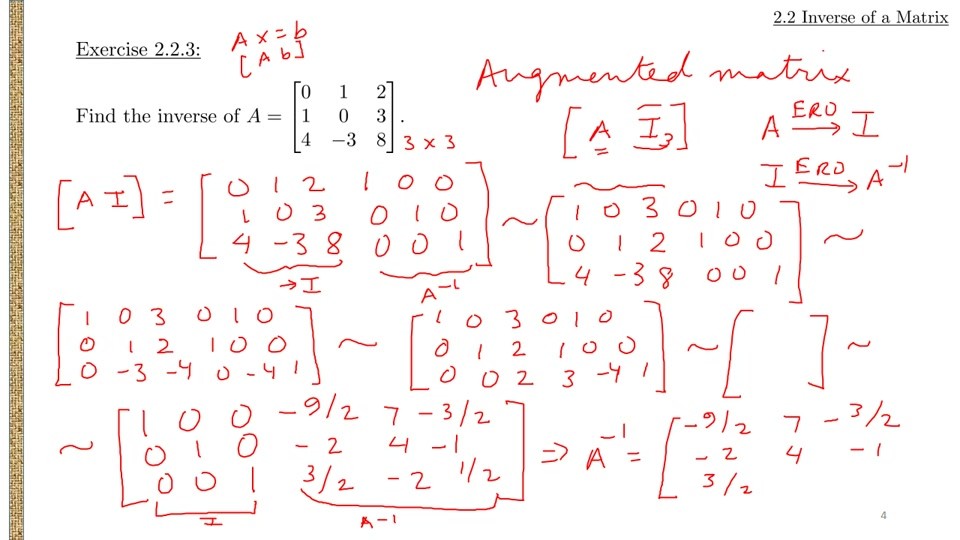 2.2 Inverse of a Matrix
Exercise 2.2.3:
A x = b
[A b]
Augmented matrix
Find the inverse of A = [0 1 2
1 0 3
4 −3 8].
3 × 3
[A I₃]
A ERO→ I
I ERO→ A⁻¹
[A I] = [0 1 2 1 0 0
1 0 3 0 1 0
4 -3 8 0 0 1]
→ I
A⁻¹
~ [1 0 3 0 1 0
0 1 2 1 0 0
4 -3 8 0 0 1] ~
[1 0 3 0 1 0
0 1 2 1 0 0
0 -3 -4 0 -4 1]
~ [1 0 3 0 1 0
0 1 2 1 0 0
0 0 2 3 -4 1]
~ [ ] ~
~ [1 0 0 -9/2 7 -3/2
0 1 0 -2 4 -1
0 0 1 3/2 -2 1/2]
I
A-1
⇒ A⁻¹ = [-9/2 7 -3/2
-2 4 -1
3/2
4